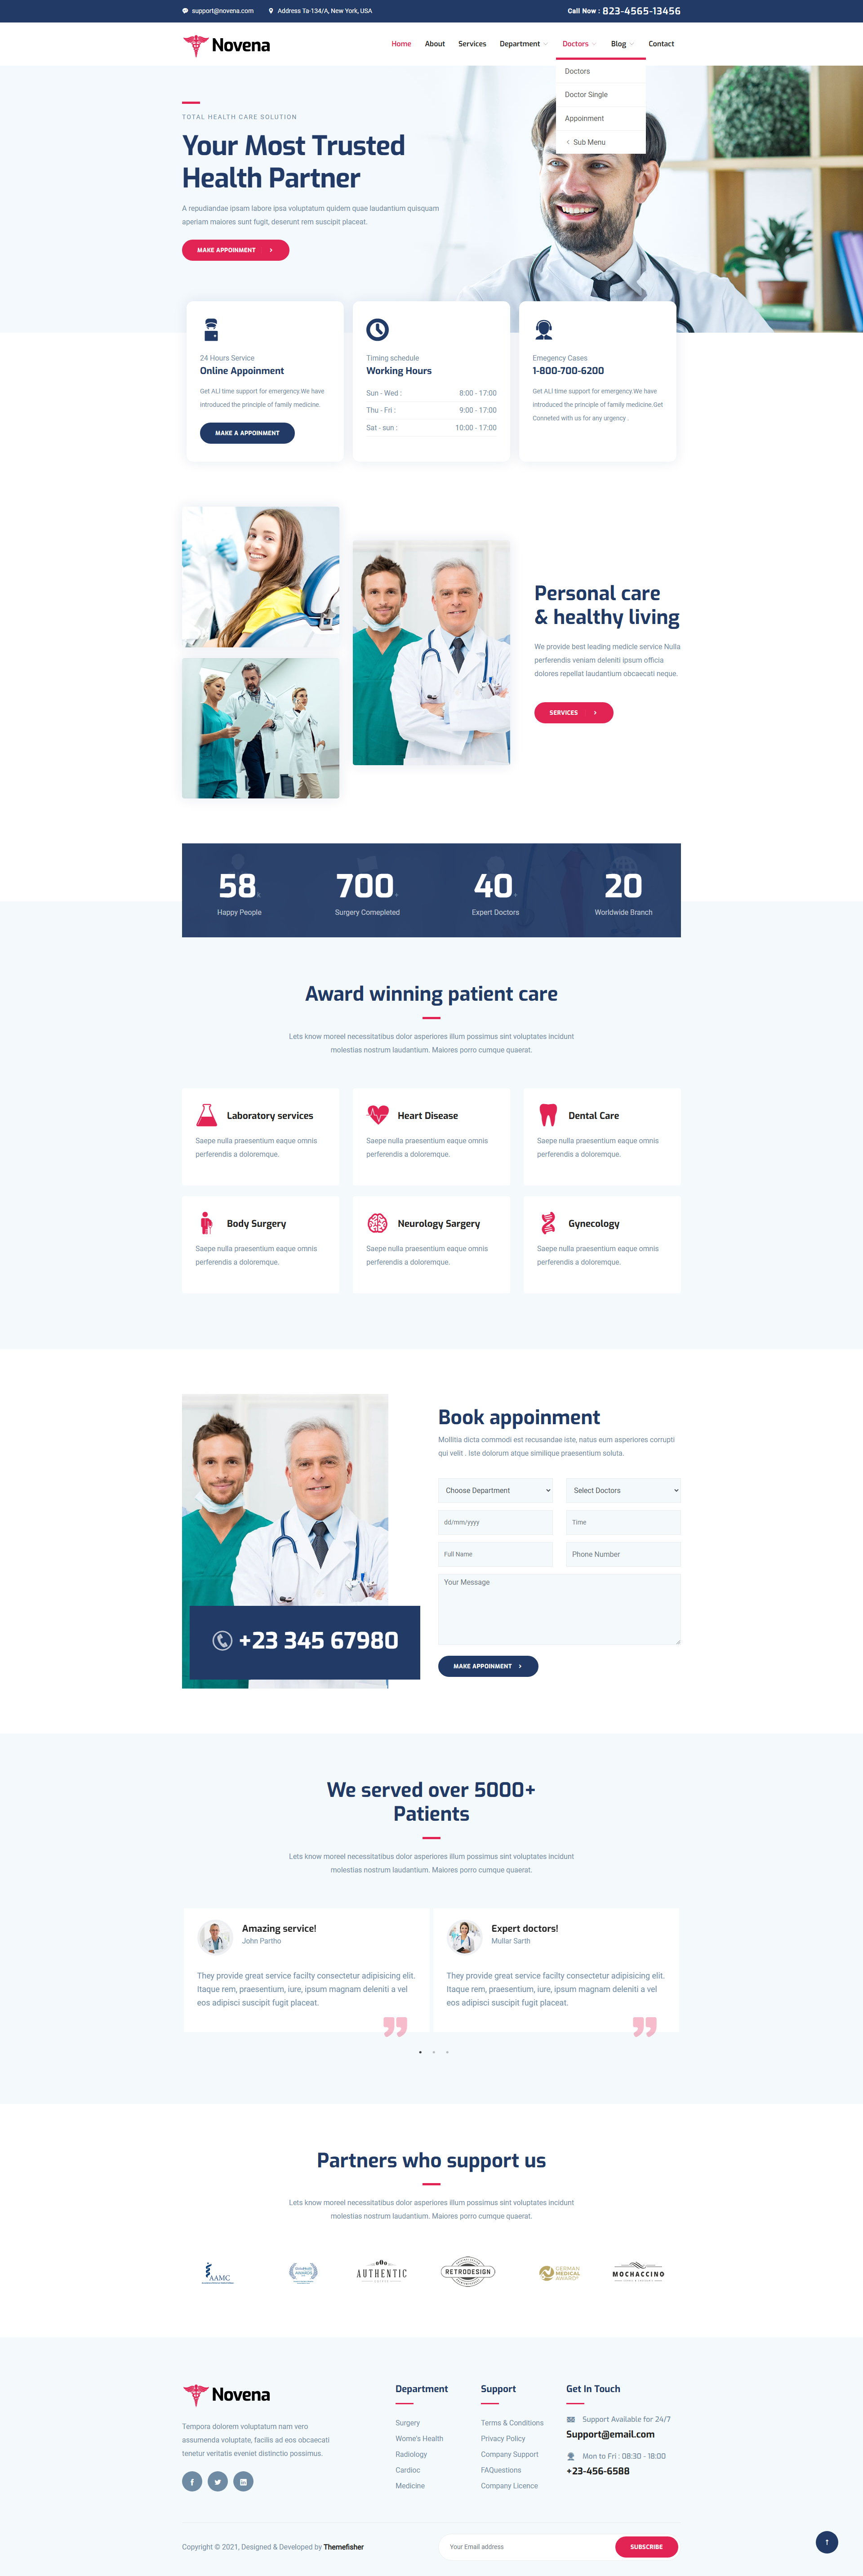 support@novena.com
Address Ta-134/A, New York, USA
Call Now : 823-4565-13456
Novena
Home
About
Services
Department
Doctors
Blog
Contact
Doctors
Doctor Single
Appoinment
Sub Menu
TOTAL HEALTH CARE SOLUTION
Your Most Trusted
Health Partner
A repudiandae ipsam labore ipsa voluptatum quidem quae laudantium quisquam
aperiam maiores sunt fugit, deserunt rem suscipit placeat.
MAKE APPOINMENT
24 Hours Service
Online Appoinment
Get ALl time support for emergency.We have
introduced the principle of family medicine.
MAKE A APPOINMENT
Timing schedule
Working Hours
Sun - Wed : 8:00 - 17:00
Thu - Fri : 9:00 - 17:00
Sat - sun : 10:00 - 17:00
Emegency Cases
1-800-700-6200
Get ALl time support for emergency.We have
introduced the principle of family medicine.Get
Conneted with us for any urgency .
Personal care
& healthy living
We provide best leading medicle service Nulla
perferendis veniam deleniti ipsum officia
dolores repellat laudantium obcaecati neque.
SERVICES
58
Happy People
700
Surgery Comepleted
40
Expert Doctors
20
Worldwide Branch
Award winning patient care
Lets know moreel necessitatibus dolor asperiores illum possimus sint voluptates incidunt
molestias nostrum laudantium. Maiores porro cumque quaerat.
Laboratory services
Saepe nulla praesentium eaque omnis
perferendis a doloremque.
Heart Disease
Saepe nulla praesentium eaque omnis
perferendis a doloremque.
Dental Care
Saepe nulla praesentium eaque omnis
perferendis a doloremque.
Body Surgery
Saepe nulla praesentium eaque omnis
perferendis a doloremque.
Neurology Sargery
Saepe nulla praesentium eaque omnis
perferendis a doloremque.
Gynecology
Saepe nulla praesentium eaque omnis
perferendis a doloremque.
+23 345 67980
Book appoinment
Mollitia dicta commodi est recusandae iste, natus eum asperiores corrupti
qui velit . Iste dolorum atque similique praesentium soluta.
Choose Department
Select Doctors
dd/mm/yyyy
Time
Full Name
Phone Number
Your Message
MAKE APPOINMENT
We served over 5000+
Patients
Lets know moreel necessitatibus dolor asperiores illum possimus sint voluptates incidunt
molestias nostrum laudantium. Maiores porro cumque quaerat.
Amazing service!
John Partho
They provide great service facilty consectetur adipisicing elit.
Itaque rem, praesentium, iure, ipsum magnam deleniti a vel
eos adipisci suscipit fugit placeat.
Expert doctors!
Mullar Sarth
They provide great service facilty consectetur adipisicing elit.
Itaque rem, praesentium, iure, ipsum magnam deleniti a vel
eos adipisci suscipit fugit placeat.
Partners who support us
Lets know moreel necessitatibus dolor asperiores illum possimus sint voluptates incidunt
molestias nostrum laudantium. Maiores porro cumque quaerat.
AAMC
AUTHENTIC
RETRODESIGN
GERMAN
MEDICAL
AWARD
MOCHACCINO
Novena
Tempora dolorem voluptatum nam vero
assumenda voluptate, facilis ad eos obcaecati
tenetur veritatis eveniet distinctio possimus.
Department
Surgery
Wome's Health
Radiology
Cardioc
Medicine
Support
Terms & Conditions
Privacy Policy
Company Support
FAQuestions
Company Licence
Get In Touch
Support Available for 24/7
Support@email.com
Mon to Fri : 08:30 - 18:00
+23-456-6588
Copyright © 2021, Designed & Developed by Themefisher
Your Email address
SUBSCRIBE